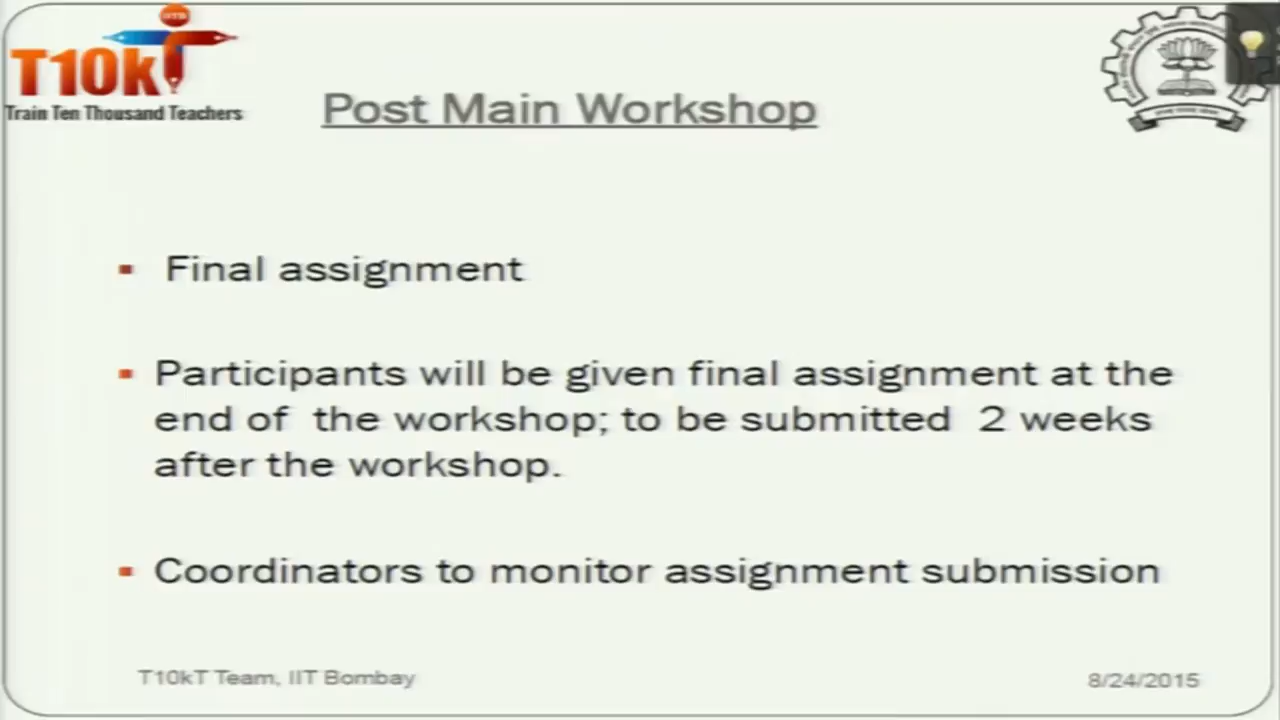 T10kT
Train Ten Thousand Teachers
Post Main Workshop
Final assignment
Participants will be given final assignment at the
end of the workshop; to be submitted 2 weeks
after the workshop.
Coordinators to monitor assignment submission
T10kT Team, IIT Bombay
8/24/2015